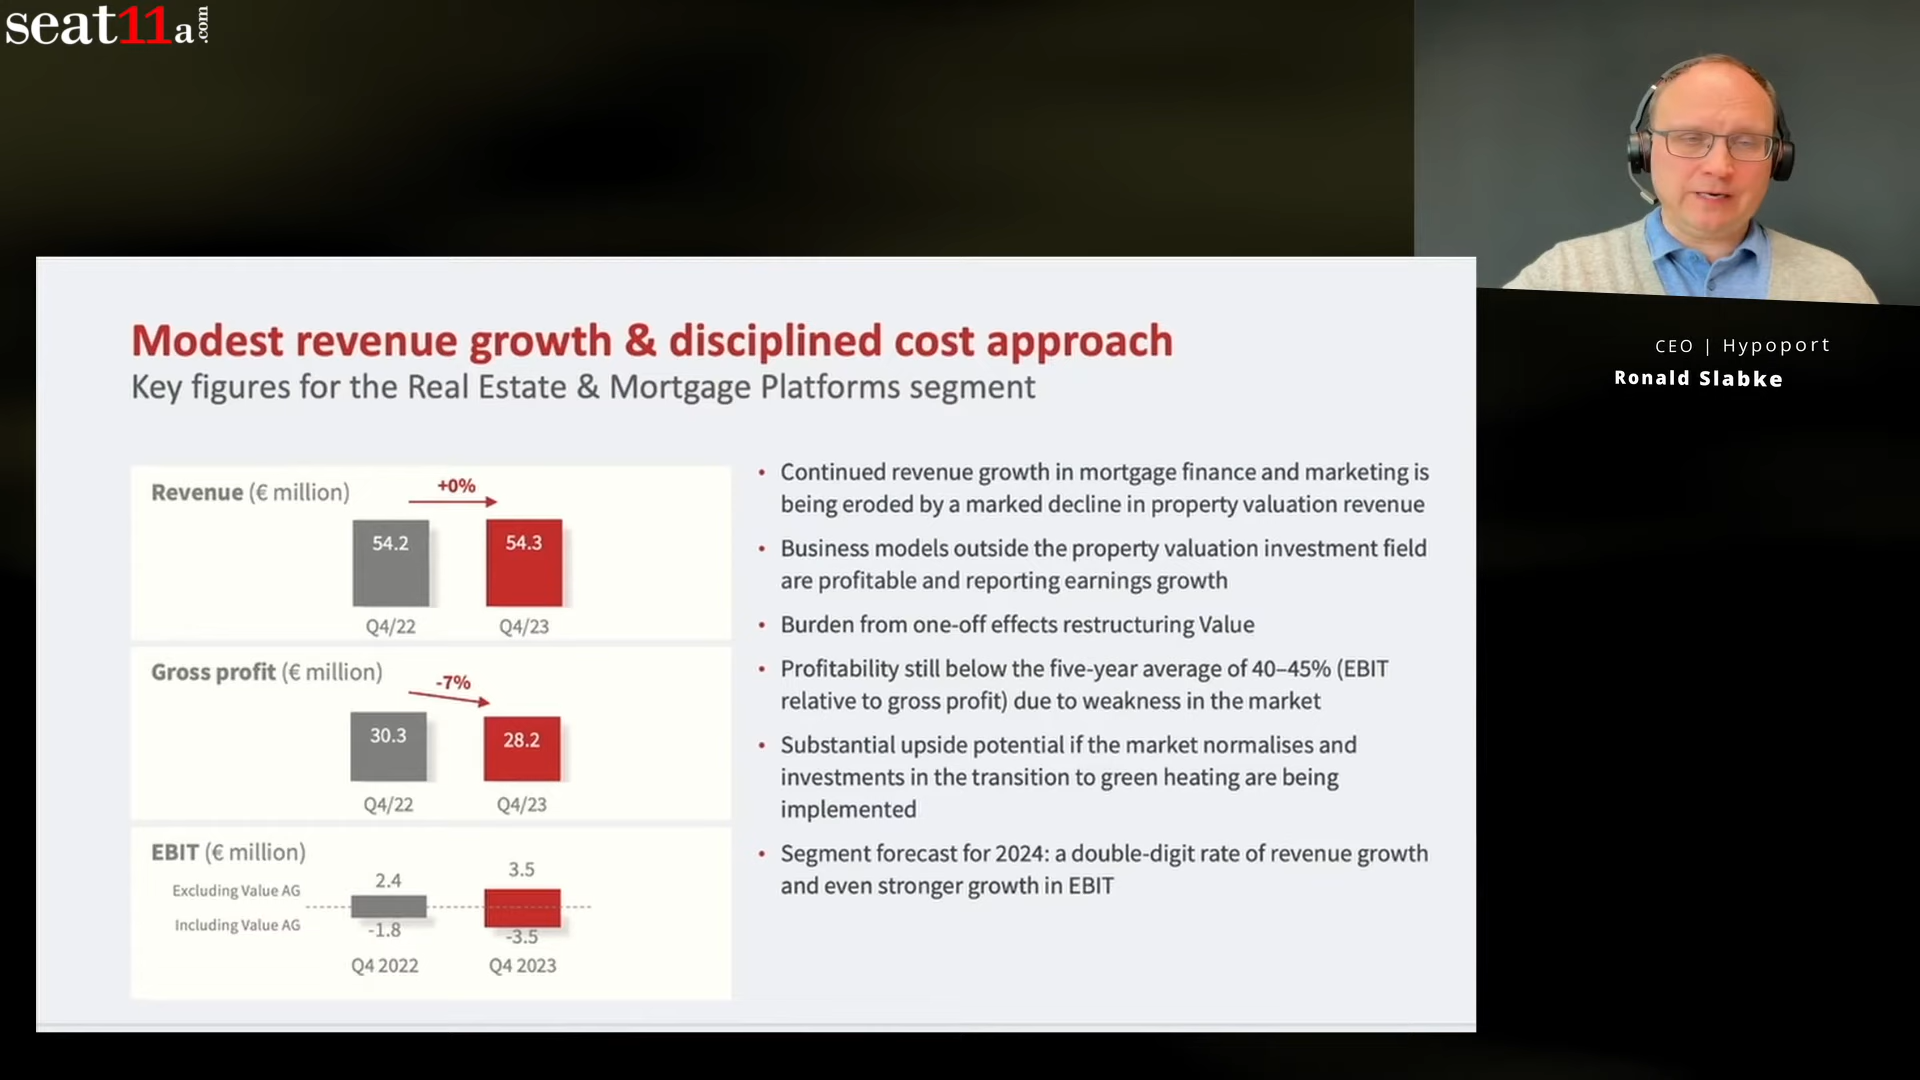 seat11a.com
CEO | Hypoport
Ronald Slabke
Modest revenue growth & disciplined cost approach
Key figures for the Real Estate & Mortgage Platforms segment
Revenue (€ million)
+0%
54.2
54.3
Q4/22
Q4/23
Gross profit (€ million)
-7%
30.3
28.2
Q4/22
Q4/23
EBIT (€ million)
Excluding Value AG
2.4
3.5
Including Value AG
-1.8
-3.5
Q4 2022
Q4 2023
• Continued revenue growth in mortgage finance and marketing is
being eroded by a marked decline in property valuation revenue
• Business models outside the property valuation investment field
are profitable and reporting earnings growth
• Burden from one-off effects restructuring Value
• Profitability still below the five-year average of 40–45% (EBIT
relative to gross profit) due to weakness in the market
• Substantial upside potential if the market normalises and
investments in the transition to green heating are being
implemented
• Segment forecast for 2024: a double-digit rate of revenue growth
and even stronger growth in EBIT